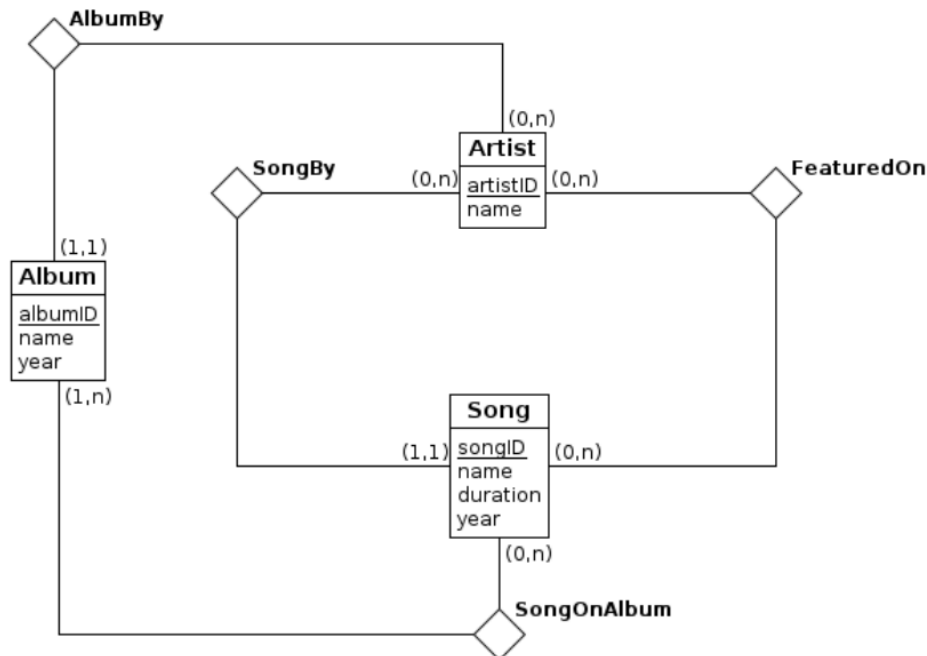 AlbumBy
(0,n)
Artist
SongBy
FeaturedOn
(0,n)
artistID
(0,n)
name
(1,1)
Album
albumID
name
year
(1,n)
Song
(1,1)
songID
(0,n)
name
duration
year
(0,n)
SongOnAlbum